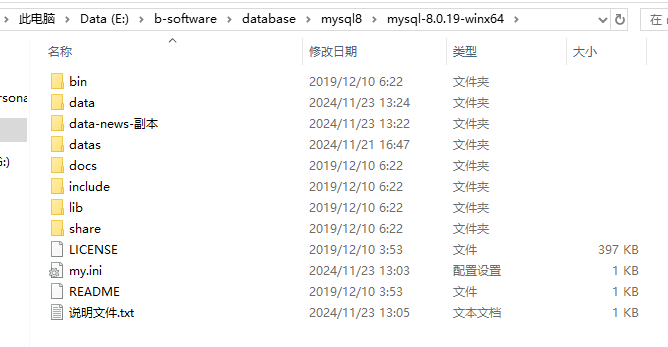 此电脑 > Data (E:) > b-software > database > mysql8 > mysql-8.0.19-winx64 > 在
名称 修改日期 类型 大小
bin 2019/12/10 6:22 文件夹
data 2024/11/23 13:24 文件夹
data-news-副本 2024/11/23 13:22 文件夹
datas 2024/11/21 16:47 文件夹
docs 2019/12/10 6:22 文件夹
include 2019/12/10 6:22 文件夹
lib 2019/12/10 6:22 文件夹
share 2019/12/10 6:22 文件夹
LICENSE 2019/12/10 3:53 文件 397 KB
my.ini 2024/11/23 13:03 配置设置 1 KB
README 2019/12/10 3:53 文件 1 KB
说明文件.txt 2024/11/23 13:05 文本文档 1 KB
ersona
G:)